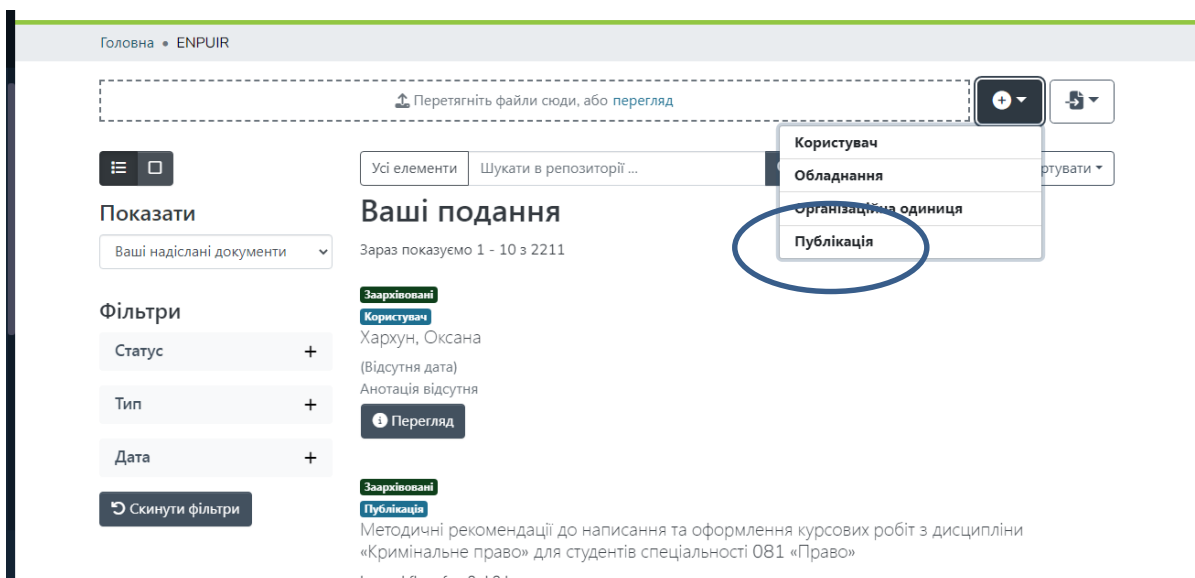 Головна • ENPUIR
Перетягніть файли сюди, або перегляд
Користувач
Обладнання
Організаційна одиниця
Публікація
Усі елементи
Шукати в репозиторії ...
Показати
Ваші надіслані документи
Фільтри
Статус +
Тип +
Дата +
Скинути фільтри
Ваші подання
Зараз показуємо 1 - 10 з 2211
Заархівовані
Користувач
Хархун, Оксана
(Відсутня дата)
Анотація відсутня
Перегляд
Заархівовані
Публікація
Методичні рекомендації до написання та оформлення курсових робіт з дисципліни
«Кримінальне право» для студентів спеціальності 081 «Право»